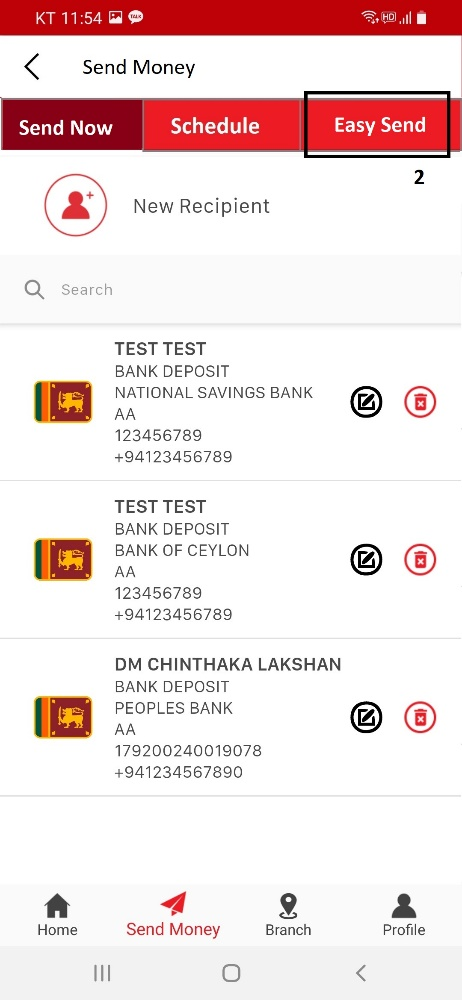 KT 11:54 TALK HD
Send Money
Send Now Schedule Easy Send
2
New Recipient
Search
TEST TEST
BANK DEPOSIT
NATIONAL SAVINGS BANK
AA
123456789
+94123456789
TEST TEST
BANK DEPOSIT
BANK OF CEYLON
AA
123456789
+94123456789
DM CHINTHAKA LAKSHAN
BANK DEPOSIT
PEOPLES BANK
AA
179200240019078
+941234567890
Home Send Money Branch Profile